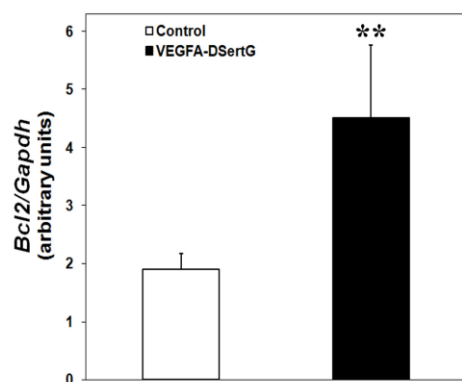 Control
VEGFA-DSertG
**
Bcl2/Gapdh
(arbitrary units)
6
5
4
3
2
1
0